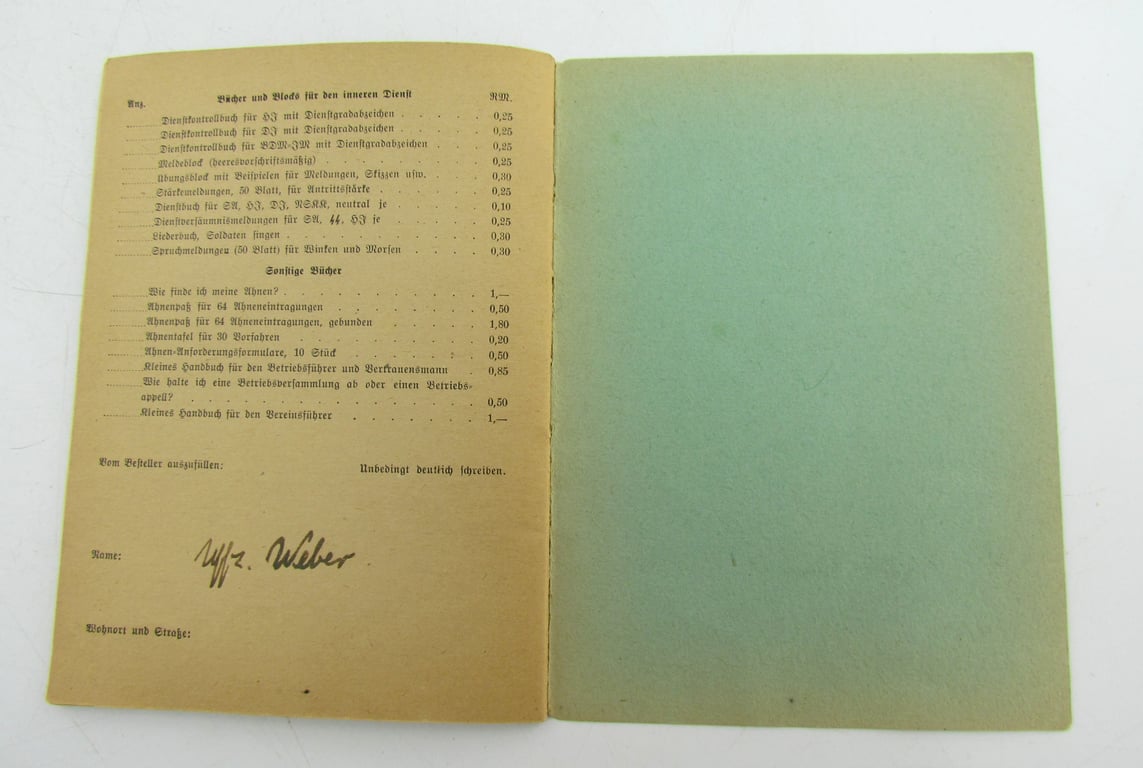 Anz. Bücher und Blocks für den inneren Dienst RM.
Dienstkontrollbuch für HJ mit Dienstgradabzeichen . . . . . 0,25
Dienstkontrollbuch für DJ mit Dienstgradabzeichen . . . . . 0,25
Dienstkontrollbuch für BDM-JM mit Dienstgradabzeichen . . . 0,25
Meldeblock (heeresvorschriftsmäßig) . . . . . . . . . 0,25
Übungsblock mit Beispielen für Meldungen, Skizzen usw. . . . 0,30
Stärkemeldungen, 50 Blatt, für Antrittsstärke . . . . . . 0,25
Dienstbuch für SA, HJ, DJ, NSKK, neutral je . . . . . 0,10
Dienstversäumnismeldungen für SA, ᛋᛋ, HJ je . . . . . 0,25
Liederbuch, Soldaten singen . . . . . . . . . . 0,30
Spruchmeldungen (50 Blatt) für Winken und Morsen . . . . 0,30
Sonstige Bücher
Wie finde ich meine Ahnen? . . . . . . . . . . 1,—
Ahnenpaß für 64 Ahneneintragungen . . . . . . . 0,50
Ahnenpaß für 64 Ahneneintragungen, gebunden . . . . . 1,80
Ahnentafel für 30 Vorfahren . . . . . . . . . 0,20
Ahnen-Anforderungsformulare, 10 Stück . . . . . . . 0,50
Kleines Handbuch für den Betriebsführer und Vertrauensmann . . 0,85
Wie halte ich eine Betriebsversammlung ab oder einen Betriebs-
appell? . . . . . . . . . . . . . . 0,50
Kleines Handbuch für den Vereinsführer . . . . . . 1,—
Vom Besteller auszufüllen: Unbedingt deutlich schreiben.
Name: Uffz. Weber
Wohnort und Straße: